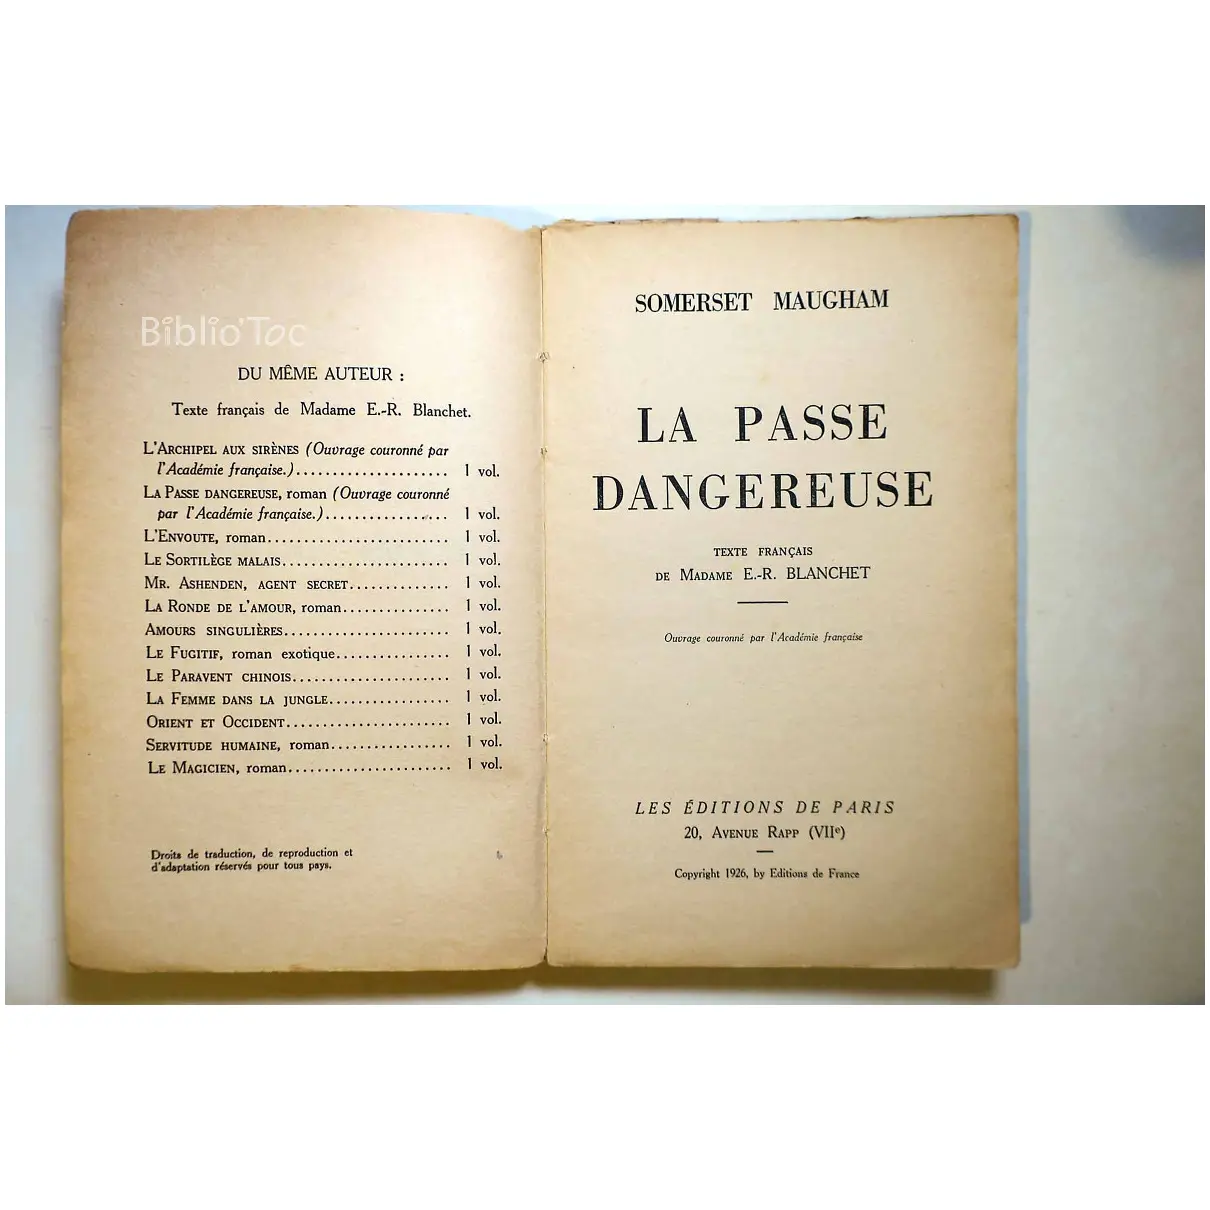 Biblio'Toc
DU MÊME AUTEUR :
Texte français de Madame E.-R. Blanchet.
L'ARCHIPEL AUX SIRÈNES (Ouvrage couronné par
l'Académie française.)..................... 1 vol.
LA PASSE DANGEREUSE, roman (Ouvrage couronné
par l'Académie française.)................. 1 vol.
L'ENVOUTE, roman......................... 1 vol.
LE SORTILÈGE MALAIS....................... 1 vol.
MR. ASHENDEN, AGENT SECRET.............. 1 vol.
LA RONDE DE L'AMOUR, roman............... 1 vol.
AMOURS SINGULIÈRES....................... 1 vol.
LE FUGITIF, roman exotique................ 1 vol.
LE PARAVENT CHINOIS...................... 1 vol.
LA FEMME DANS LA JUNGLE................. 1 vol.
ORIENT ET OCCIDENT....................... 1 vol.
SERVITUDE HUMAINE, roman................. 1 vol.
LE MAGICIEN, roman....................... 1 vol.
Droits de traduction, de reproduction et
d'adaptation réservés pour tous pays.
SOMERSET MAUGHAM
LA PASSE
DANGEREUSE
TEXTE FRANÇAIS
DE MADAME E.-R. BLANCHET
Ouvrage couronné par l'Académie française
LES ÉDITIONS DE PARIS
20, AVENUE RAPP (VIIe)
Copyright 1926, by Editions de France